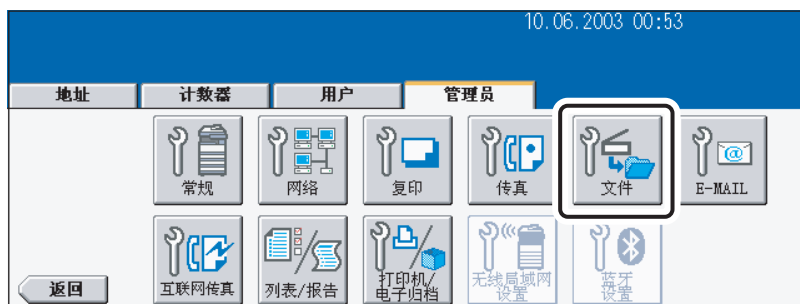 10.06.2003 00:53
地址 计数器 用户 管理员
常规 网络 复印 传真 文件 E-MAIL
互联网传真 列表/报告 打印机/ 无线局域网 蓝牙
电子归档 设置 设置
返回